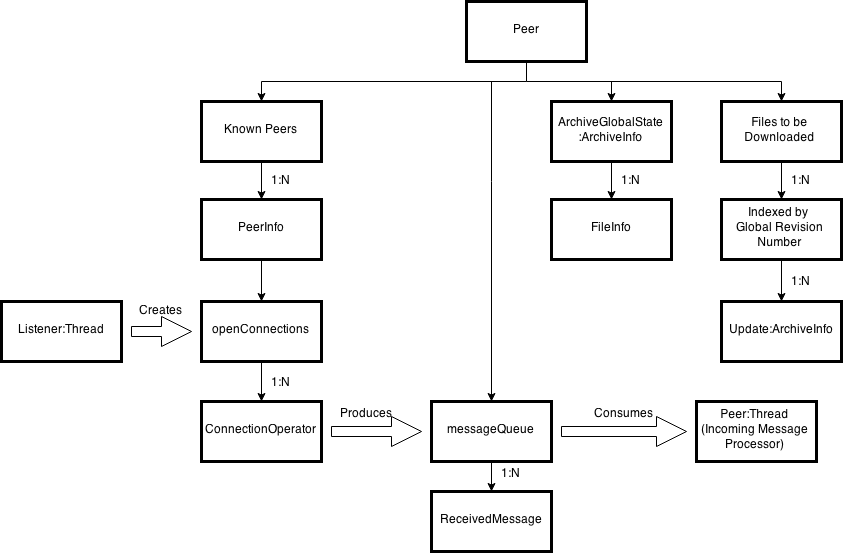 Peer
Known Peers
ArchiveGlobalState
:ArchiveInfo
Files to be
Downloaded
1:N
1:N
1:N
PeerInfo
FileInfo
Indexed by
Global Revision
Number
1:N
Listener:Thread
Creates
openConnections
Update:ArchiveInfo
1:N
ConnectionOperator
Produces
messageQueue
Consumes
Peer:Thread
(Incoming Message
Processor)
1:N
ReceivedMessage